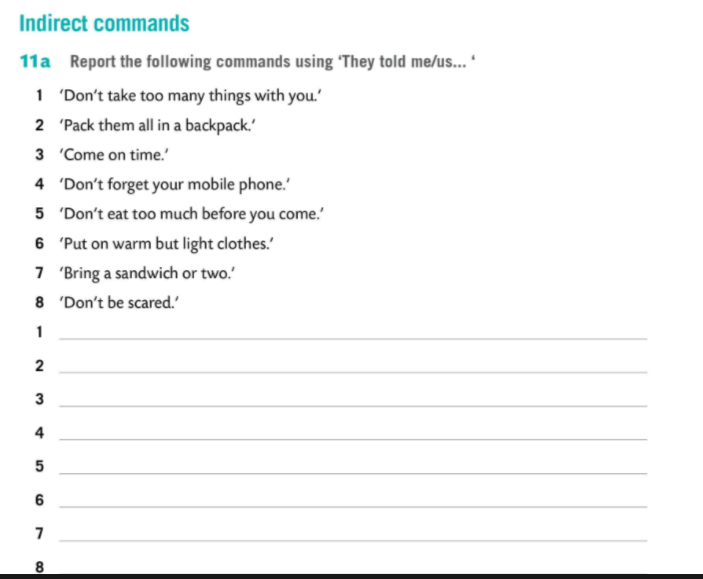 Indirect commands
11a Report the following commands using ‘They told me/us... ‘
1 ‘Don’t take too many things with you.’
2 ‘Pack them all in a backpack.’
3 ‘Come on time.’
4 ‘Don’t forget your mobile phone.’
5 ‘Don’t eat too much before you come.’
6 ‘Put on warm but light clothes.’
7 ‘Bring a sandwich or two.’
8 ‘Don’t be scared.’
1
2
3
4
5
6
7
8